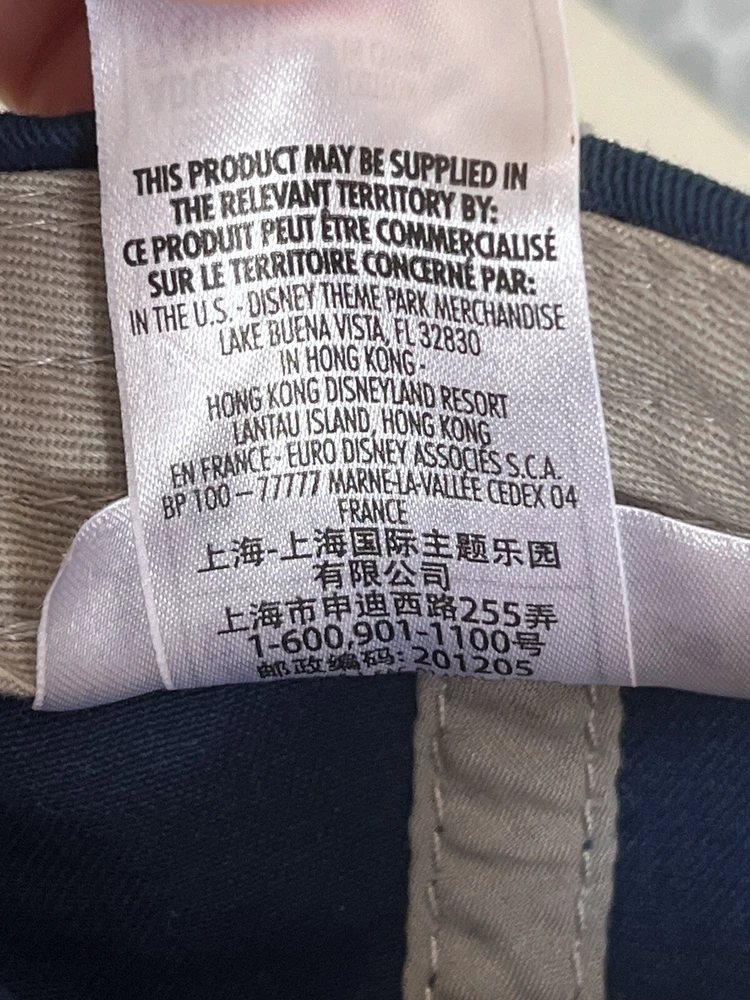 THIS PRODUCT MAY BE SUPPLIED IN
THE RELEVANT TERRITORY BY:
CE PRODUIT PEUT ÊTRE COMMERCIALISÉ
SUR LE TERRITOIRE CONCERNÉ PAR:
IN THE U.S. - DISNEY THEME PARK MERCHANDISE
LAKE BUENA VISTA, FL 32830
IN HONG KONG -
HONG KONG DISNEYLAND RESORT
LANTAU ISLAND, HONG KONG
EN FRANCE - EURO DISNEY ASSOCIÉS S.C.A.
BP 100 – 77777 MARNE-LA-VALLÉE CEDEX 04
FRANCE
上海-上海国际主题乐园
有限公司
上海市申迪西路255弄
1-600,901-1100号
邮政编码: 201205